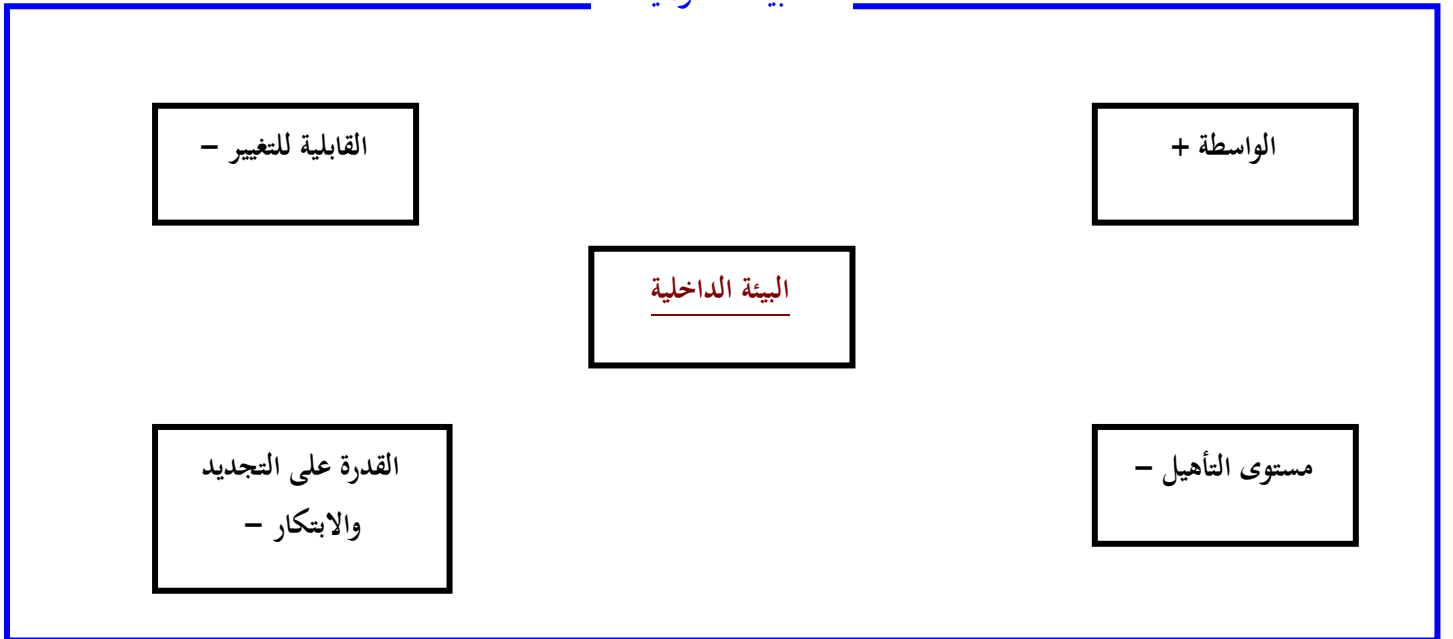 الواسطة +
القابلية للتغيير –
البيئة الداخلية
مستوى التأهيل –
القدرة على التجديد
والابتكار –